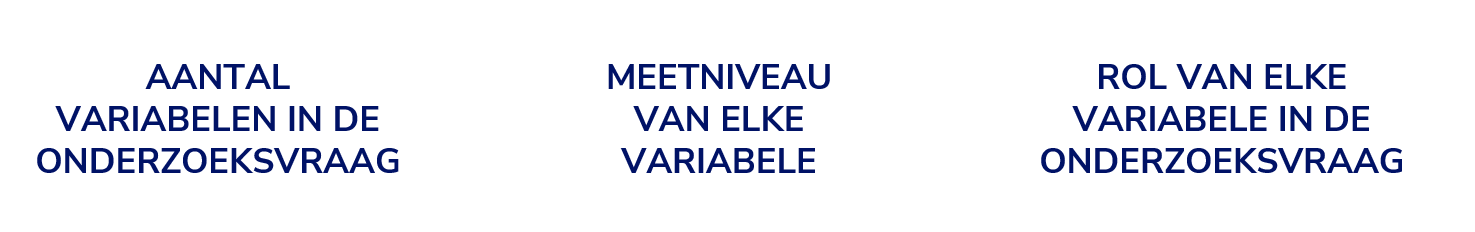 AANTAL
VARIABELEN IN DE
ONDERZOEKSVRAAG
MEETNIVEAU
VAN ELKE
VARIABELE
ROL VAN ELKE
VARIABELE IN DE
ONDERZOEKSVRAAG